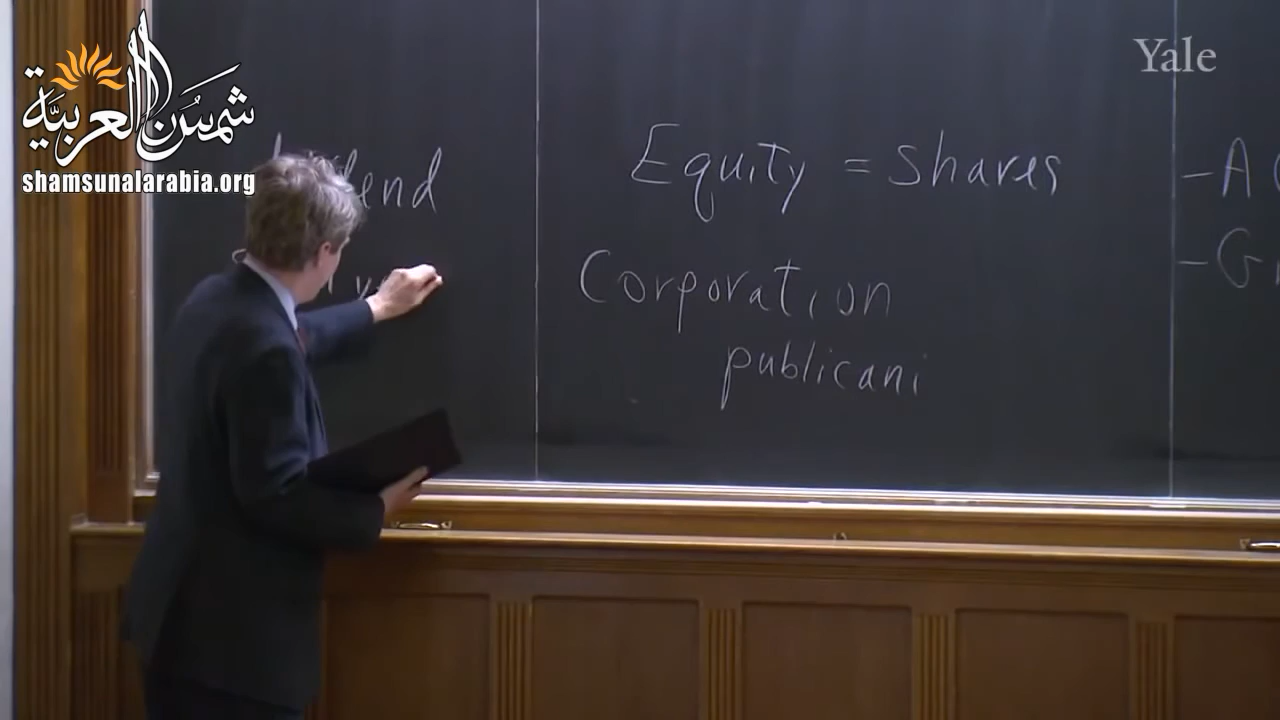 شمس العربية
shamsunalarabia.org
Yale
Equity = Shares
Corporation
publicani